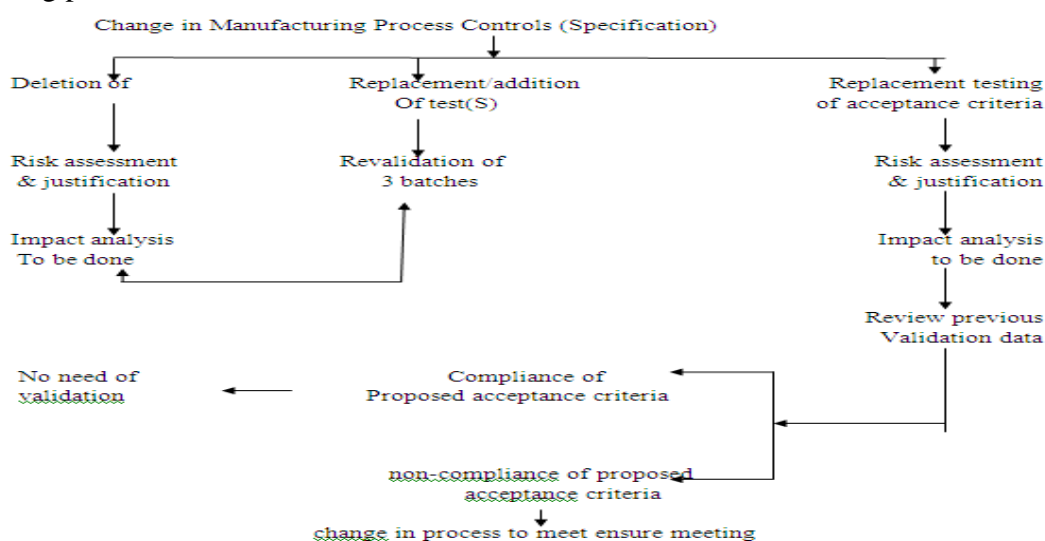 ng p
Change in Manufacturing Process Controls (Specification)
Deletion of
Replacement/addition
Of test(S)
Replacement testing
of acceptance criteria
Risk assessment
& justification
Revalidation of
3 batches
Risk assessment
& justification
Impact analysis
To be done
Impact analysis
to be done
Review previous
Validation data
No need of
validation
Compliance of
Proposed acceptance criteria
non-compliance of proposed
acceptance criteria
change in process to meet ensure meeting